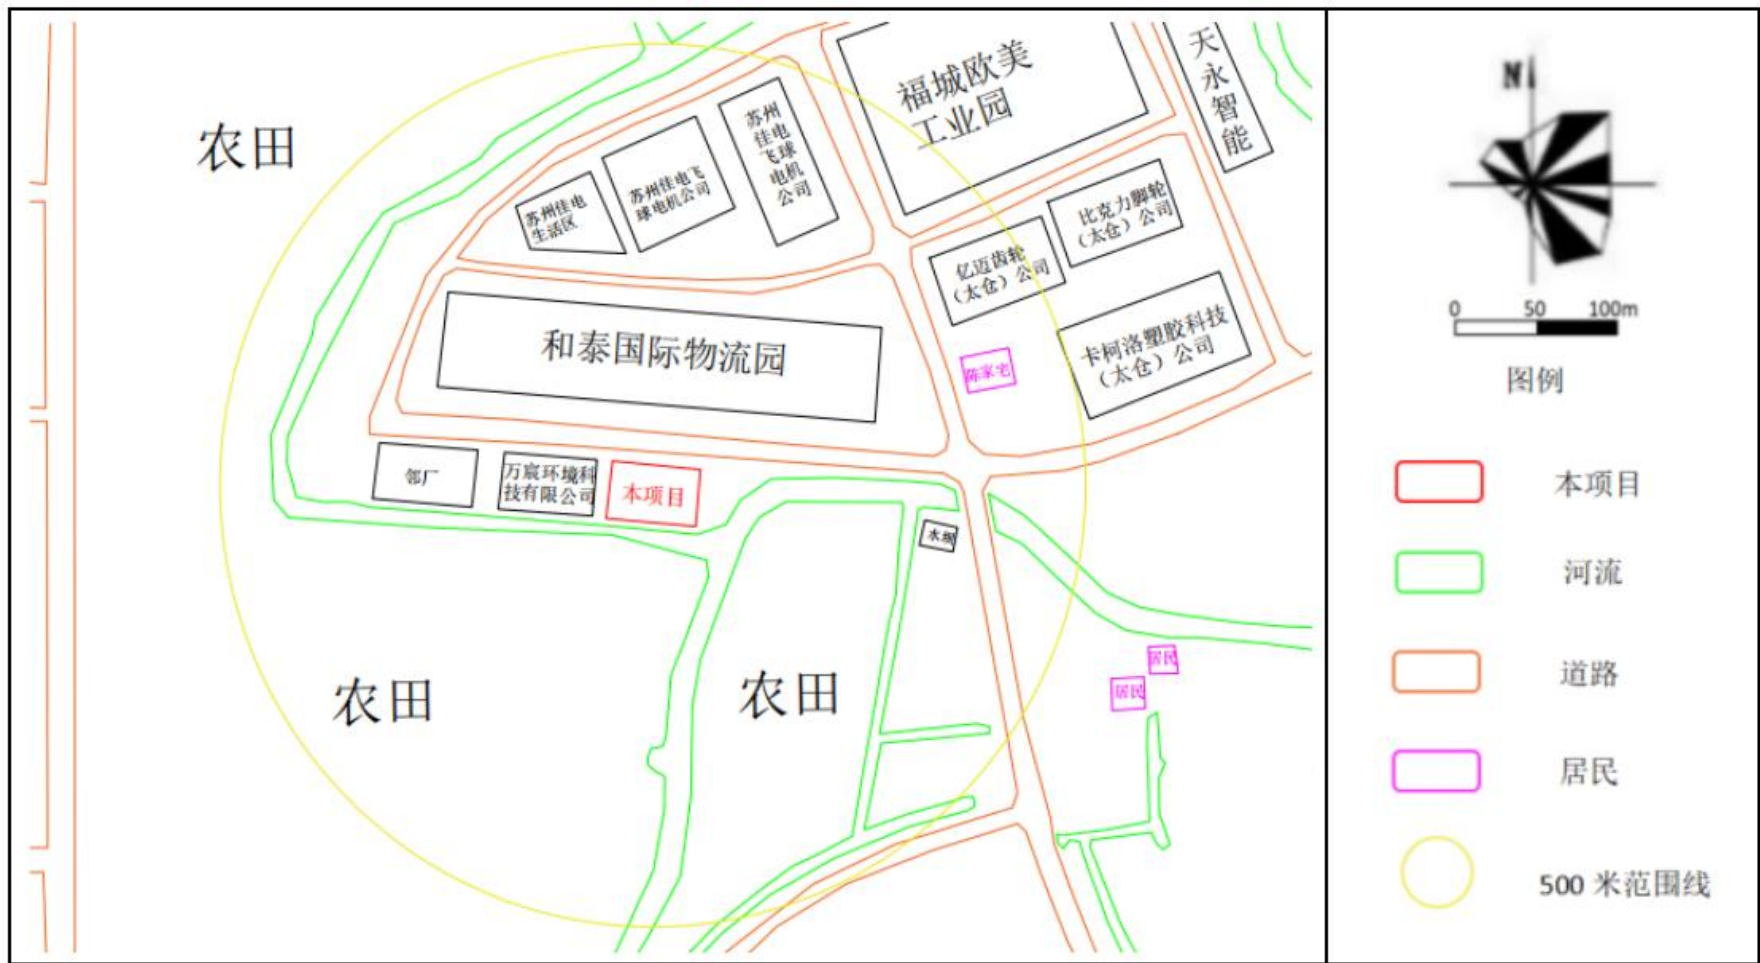 农田
苏州佳电
生活区
苏州佳电飞
球电机公司
苏州
佳电
飞球
电机
公司
福城欧美
工业园
天
永
智
能
亿迈齿轮
（太仓）公司
比克力脚轮
（太仓）公司
和泰国际物流园
陈家宅
卡柯洛塑胶科技
（太仓）公司
邻厂
万宸环境科
技有限公司
本项目
水坝
农田
农田
居民
居民
N
0 50 100m
图例
本项目
河流
道路
居民
500 米范围线